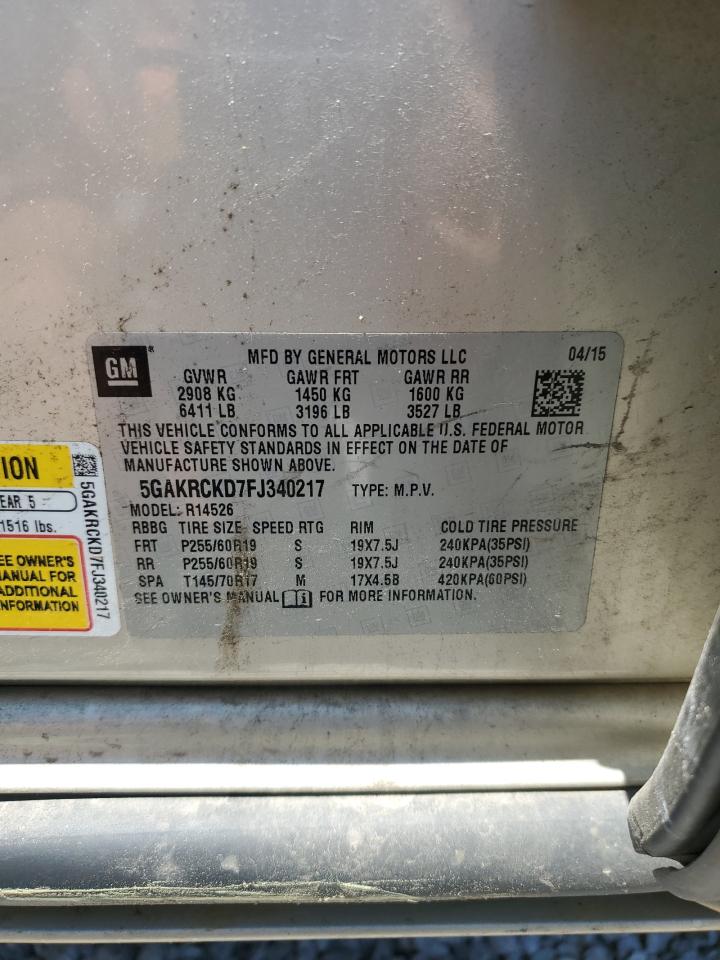 GM
MFD BY GENERAL MOTORS LLC 04/15
GVWR GAWR FRT GAWR RR
2908 KG 1450 KG 1600 KG
6411 LB 3196 LB 3527 LB
THIS VEHICLE CONFORMS TO ALL APPLICABLE U.S. FEDERAL MOTOR
VEHICLE SAFETY STANDARDS IN EFFECT ON THE DATE OF
MANUFACTURE SHOWN ABOVE.
5GAKRCKD7FJ340217 TYPE: M.P.V.
MODEL: R14526
RBBG TIRE SIZE SPEED RTG RIM COLD TIRE PRESSURE
FRT P255/60R19 S 19X7.5J 240KPA(35PSI)
RR P255/60R19 S 19X7.5J 240KPA(35PSI)
SPA T145/70R17 M 17X4.5B 420KPA(60PSI)
SEE OWNER'S MANUAL FOR MORE INFORMATION.
TION
EAR 5
1516 lbs.
EE OWNER'S
ANUAL FOR
ADDITIONAL
NFORMATION
5GAKRCKD7FJ340217